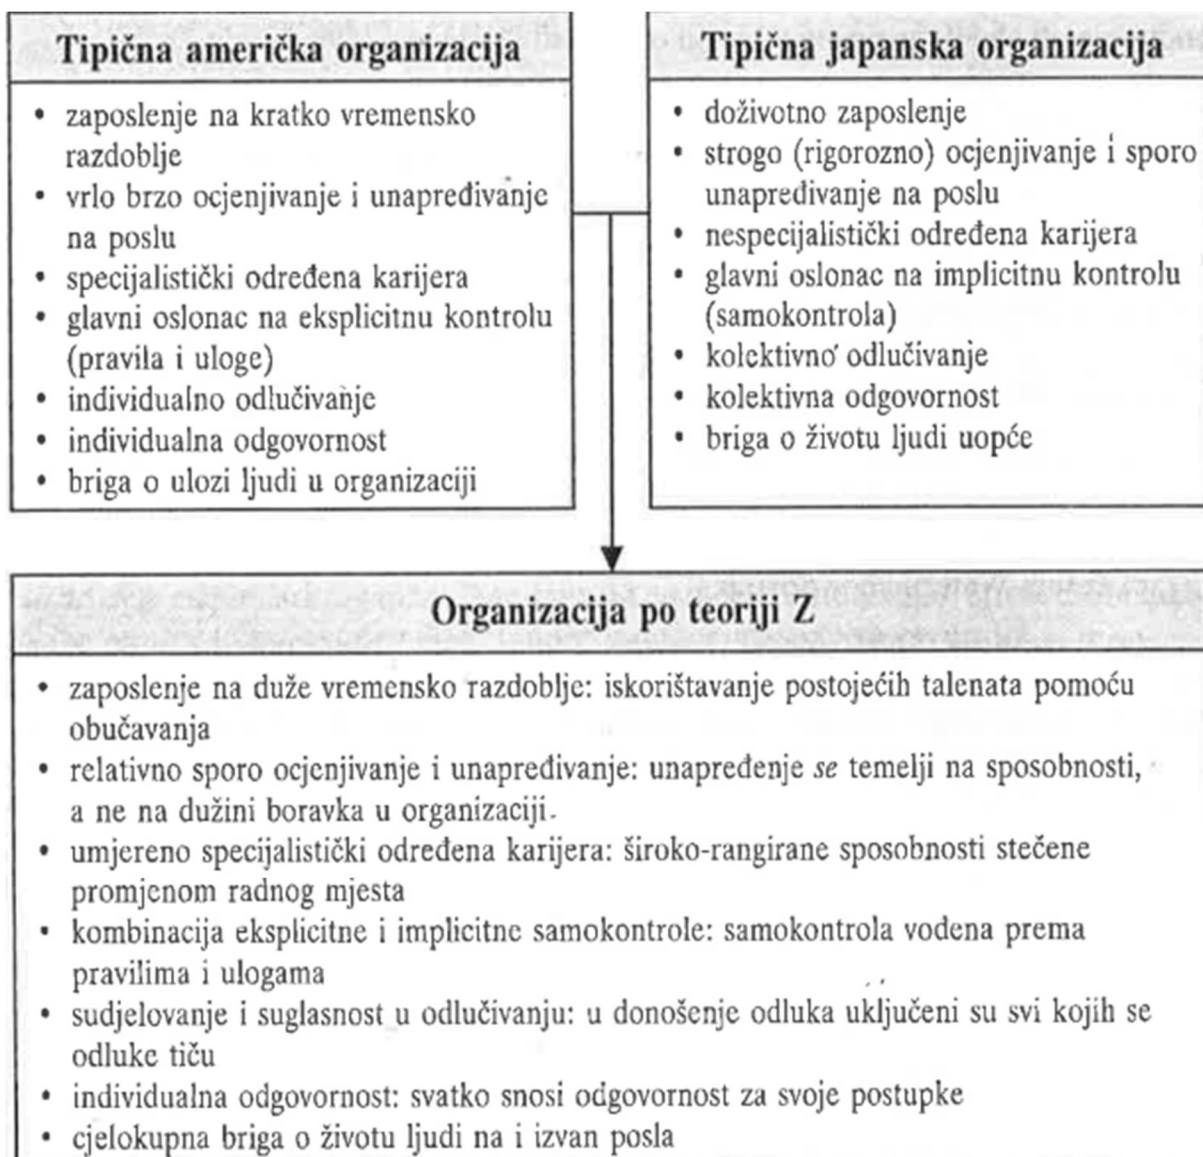 Tipična američka organizacija
• zaposlenje na kratko vremensko
razdoblje
• vrlo brzo ocjenjivanje i unapređivanje
na poslu
• specijalistički određena karijera
• glavni oslonac na eksplicitnu kontrolu
(pravila i uloge)
• individualno odlučivanje
• individualna odgovornost
• briga o ulozi ljudi u organizaciji
Tipična japanska organizacija
• doživotno zaposlenje
• strogo (rigorozno) ocjenjivanje i sporo
unapređivanje na poslu
• nespecijalistički određena karijera
• glavni oslonac na implicitnu kontrolu
(samokontrola)
• kolektivno odlučivanje
• kolektivna odgovornost
• briga o životu ljudi uopće
Organizacija po teoriji Z
• zaposlenje na duže vremensko razdoblje: iskorištavanje postojećih talenata pomoću
obučavanja
• relativno sporo ocjenjivanje i unapređivanje: unapređenje se temelji na sposobnosti,
a ne na dužini boravka u organizaciji.
• umjereno specijalistički određena karijera: široko-rangirane sposobnosti stečene
promjenom radnog mjesta
• kombinacija eksplicitne i implicitne samokontrole: samokontrola vođena prema
pravilima i ulogama
• sudjelovanje i suglasnost u odlučivanju: u donošenje odluka uključeni su svi kojih se
odluke tiču
• individualna odgovornost: svatko snosi odgovornost za svoje postupke
• cjelokupna briga o životu ljudi na i izvan posla